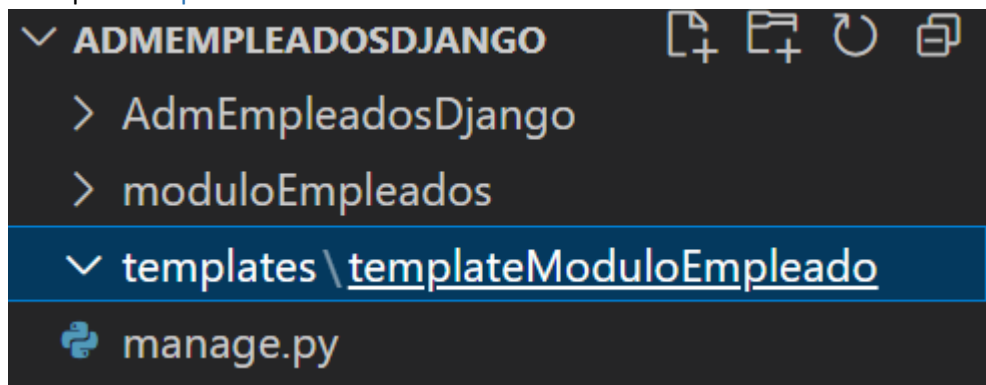 ADMEMPLEADOSDJANGO
AdmEmpleadosDjango
moduloEmpleados
templates\templateModuloEmpleado
manage.py